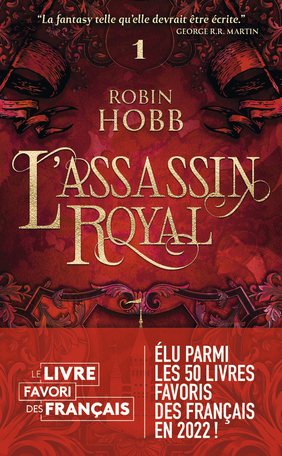 "La fantasy telle qu'elle devrait être écrite."
GEORGE R.R. MARTIN
1
ROBIN
HOBB
L'ASSASSIN
ROYAL
LE LIVRE
FAVORI
DES FRANÇAIS
ÉLU PARMI
LES 50 LIVRES
FAVORIS
DES FRANÇAIS
EN 2022 !